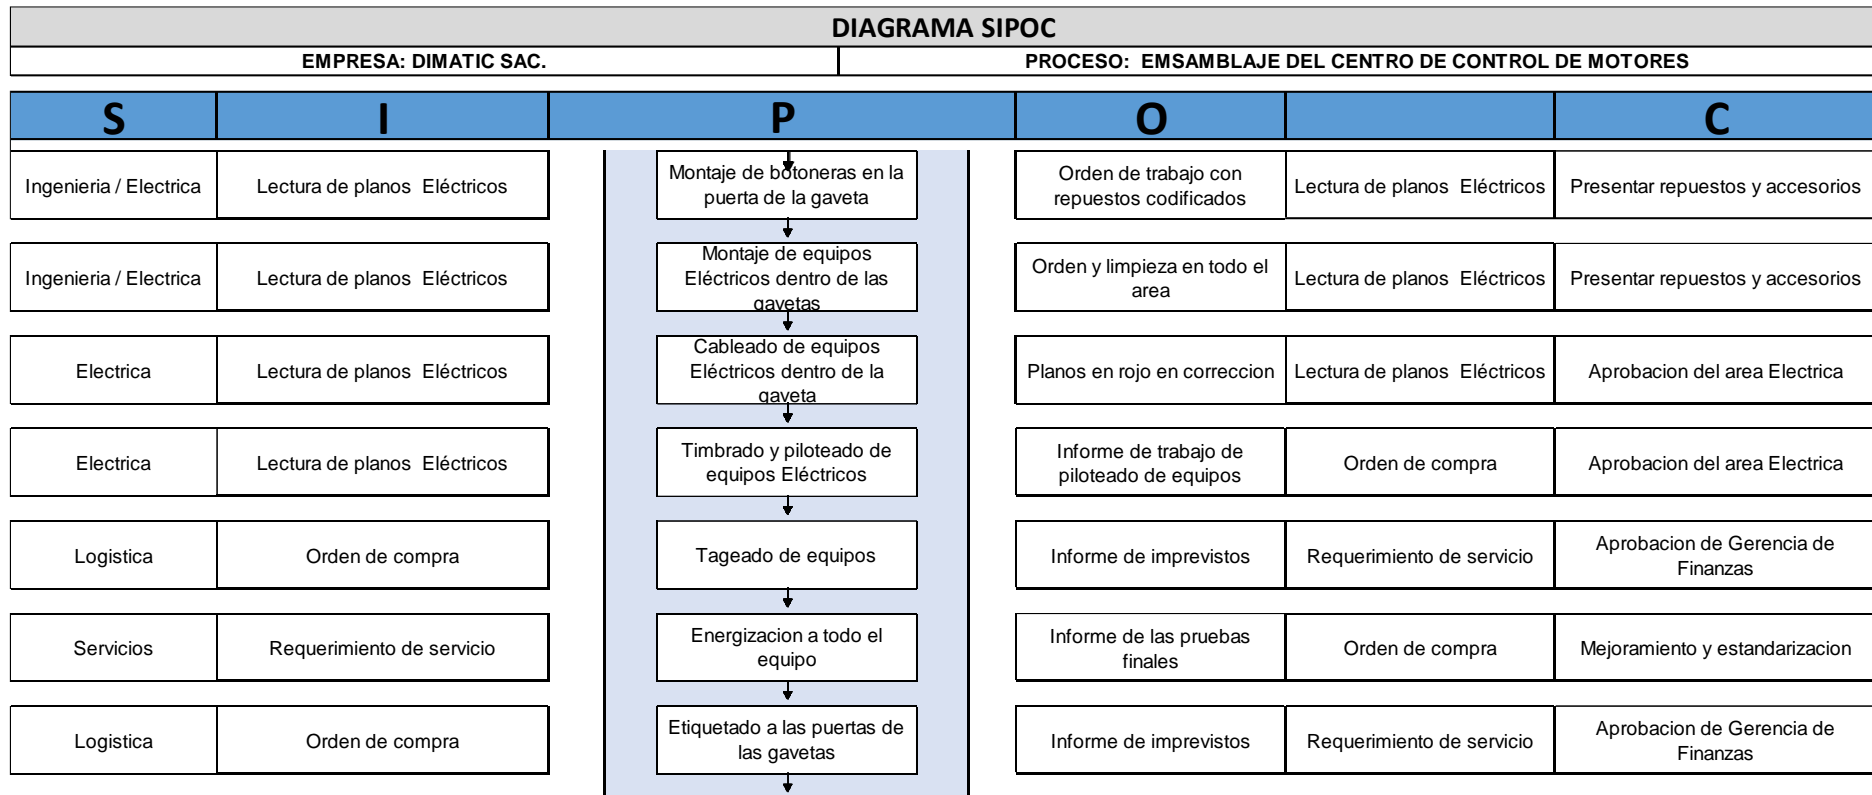 DIAGRAMA SIPOC
EMPRESA: DIMATIC SAC.
PROCESO: EMSAMBLAJE DEL CENTRO DE CONTROL DE MOTORES
S
I
P
O
C
Ingenieria / Electrica
Lectura de planos Eléctricos
Montaje de botoneras en la
puerta de la gaveta
Orden de trabajo con
repuestos codificados
Lectura de planos Eléctricos
Presentar repuestos y accesorios
Ingenieria / Electrica
Lectura de planos Eléctricos
Montaje de equipos
Eléctricos dentro de las
gavetas
Orden y limpieza en todo el
area
Lectura de planos Eléctricos
Presentar repuestos y accesorios
Electrica
Lectura de planos Eléctricos
Cableado de equipos
Eléctricos dentro de la
gaveta
Planos en rojo en correccion
Lectura de planos Eléctricos
Aprobacion del area Electrica
Electrica
Lectura de planos Eléctricos
Timbrado y piloteado de
equipos Eléctricos
Informe de trabajo de
piloteado de equipos
Orden de compra
Aprobacion del area Electrica
Logistica
Orden de compra
Tageado de equipos
Informe de imprevistos
Requerimiento de servicio
Aprobacion de Gerencia de
Finanzas
Servicios
Requerimiento de servicio
Energizacion a todo el
equipo
Informe de las pruebas
finales
Orden de compra
Mejoramiento y estandarizacion
Logistica
Orden de compra
Etiquetado a las puertas de
las gavetas
Informe de imprevistos
Requerimiento de servicio
Aprobacion de Gerencia de
Finanzas